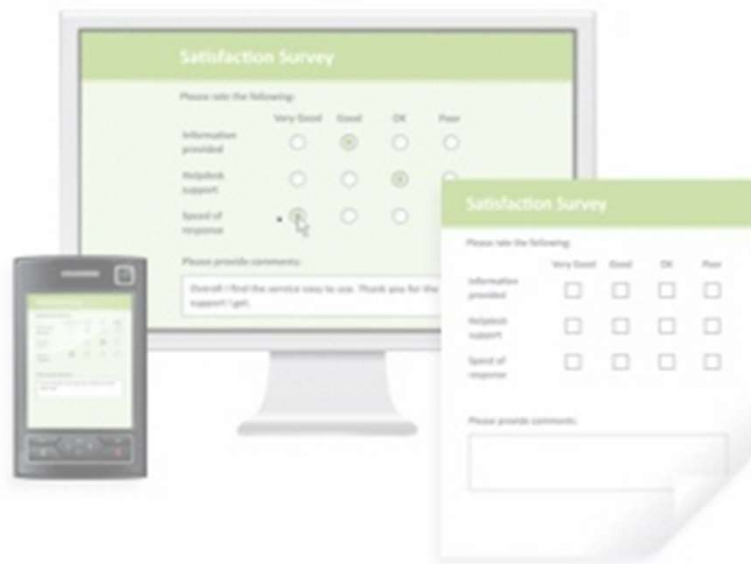 Satisfaction Survey
Please rate the following:
Very Good Good OK Poor
Information
provided
Helpdesk
support
Speed of
response
Please provide comments:
Overall I find the service easy to use. Thank you for the
support I get.
Satisfaction Survey
Please rate the following:
Very Good Good OK Poor
Information
provided
Helpdesk
support
Speed of
response
Please provide comments: